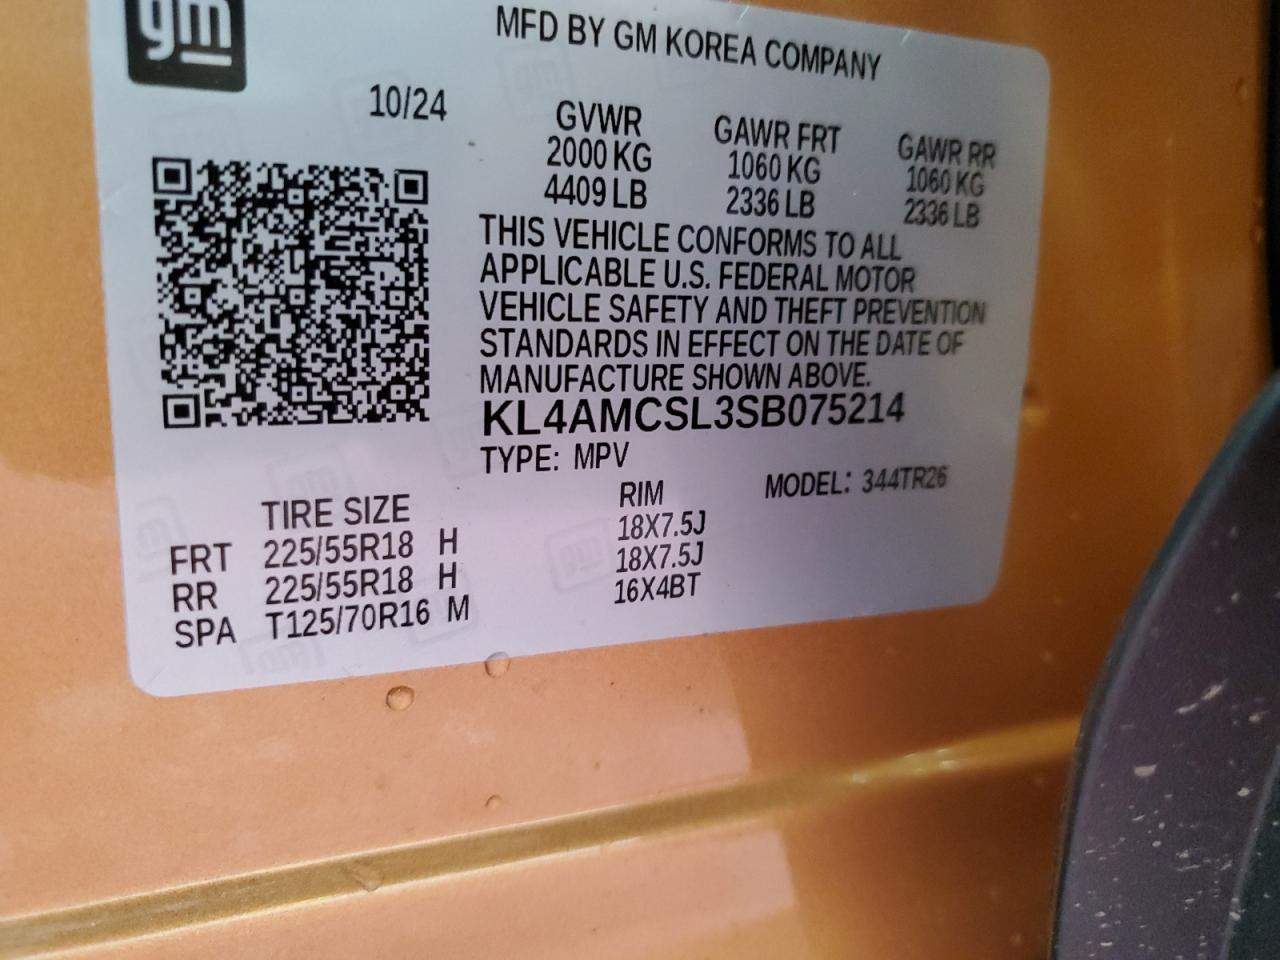 gm
MFD BY GM KOREA COMPANY
10/24
GVWR GAWR FRT GAWR RR
2000 KG 1060 KG 1060 KG
4409 LB 2336 LB 2336 LB
THIS VEHICLE CONFORMS TO ALL
APPLICABLE U.S. FEDERAL MOTOR
VEHICLE SAFETY AND THEFT PREVENTION
STANDARDS IN EFFECT ON THE DATE OF
MANUFACTURE SHOWN ABOVE.
KL4AMCSL3SB075214
TYPE: MPV MODEL: 344TR26
TIRE SIZE RIM
FRT 225/55R18 H 18X7.5J
RR 225/55R18 H 18X7.5J
SPA T125/70R16 M 16X4BT